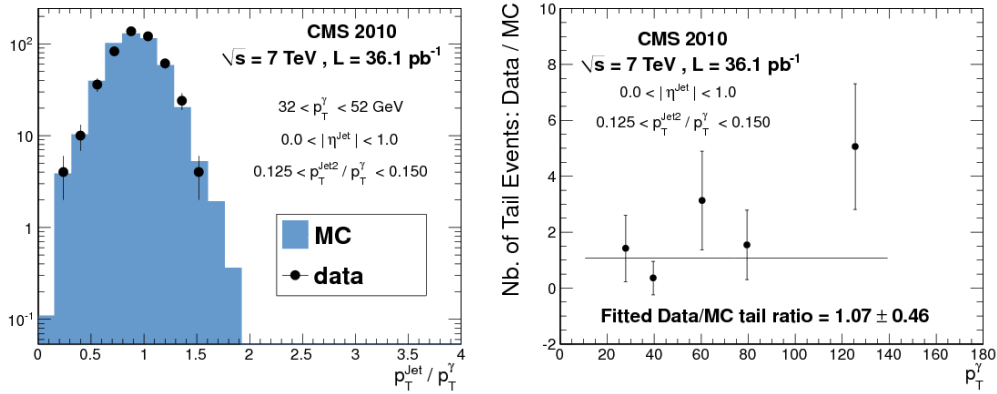 CMS 2010
√s = 7 TeV , L = 36.1 pb⁻¹
32 < p_T^γ < 52 GeV
0.0 < | η^Jet | < 1.0
0.125 < p_T^Jet2 / p_T^γ < 0.150
MC
data
10²
10
1
10⁻¹
0 0.5 1 1.5 2 2.5 3 3.5 4
p_T^Jet / p_T^γ
Nb. of Tail Events: Data / MC
CMS 2010
√s = 7 TeV , L = 36.1 pb⁻¹
0.0 < | η^Jet | < 1.0
0.125 < p_T^Jet2 / p_T^γ < 0.150
Fitted Data/MC tail ratio = 1.07 ± 0.46
10
8
6
4
2
0
-2
0 20 40 60 80 100 120 140 160 180
p_T^γ